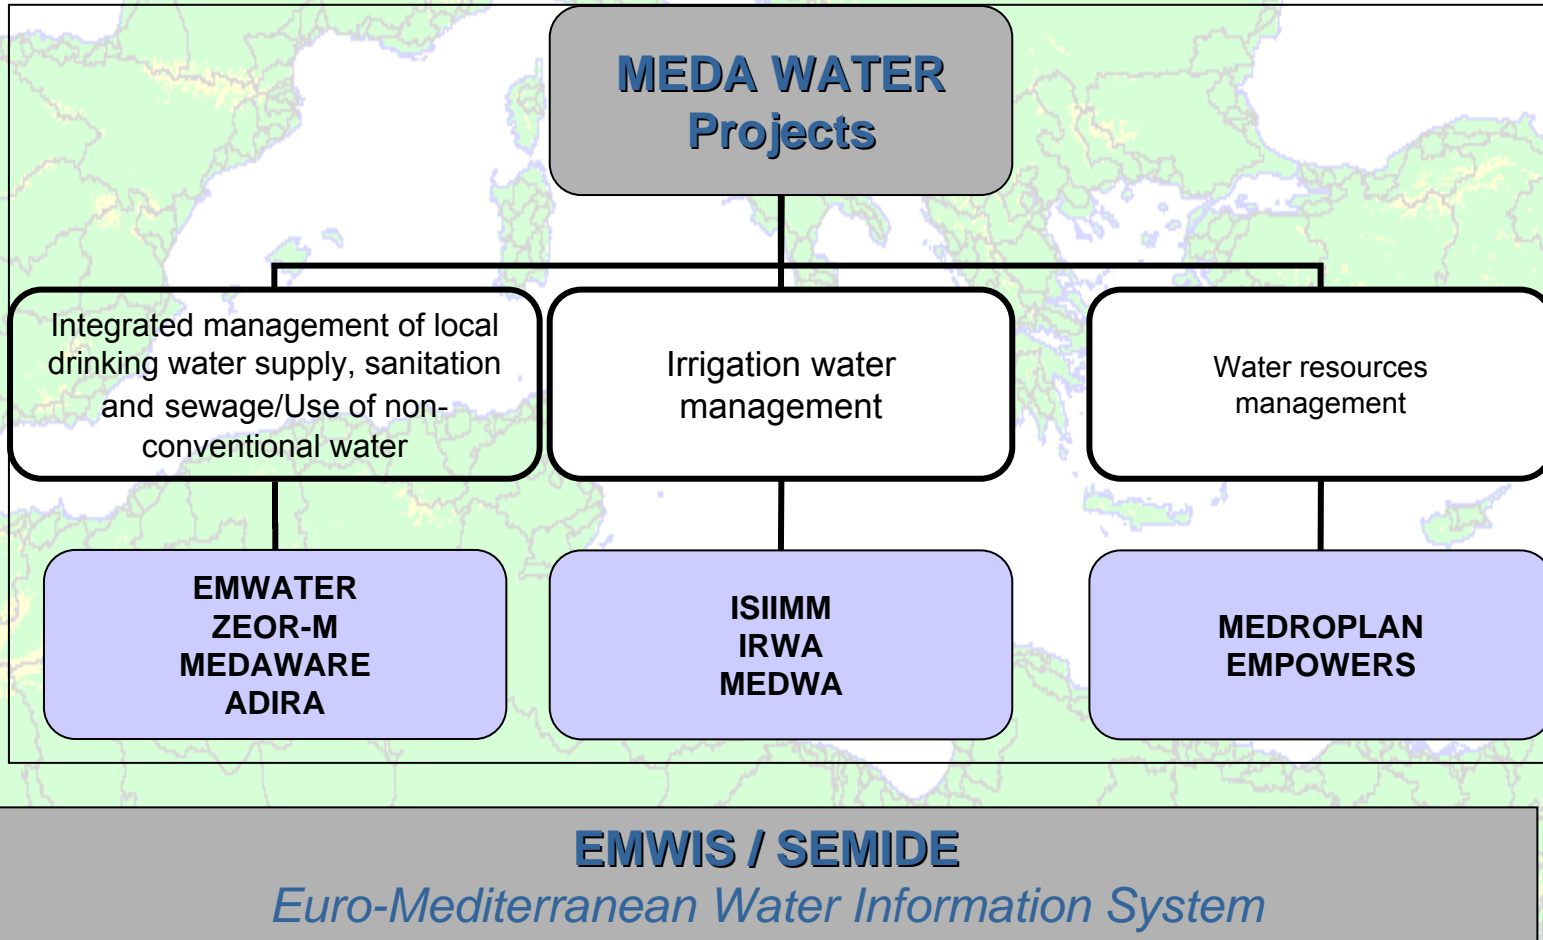 MEDA WATER
Projects
Integrated management of local
drinking water supply, sanitation
and sewage/Use of non-
conventional water
Irrigation water
management
Water resources
management
EMWATER
ZEOR-M
MEDAWARE
ADIRA
ISIIMM
IRWA
MEDWA
MEDROPLAN
EMPOWERS
EMWIS / SEMIDE
Euro-Mediterranean Water Information System